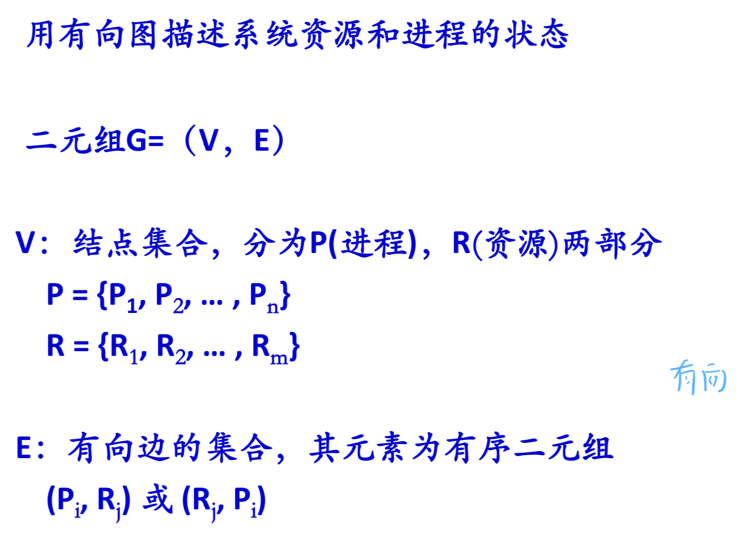 用有向图描述系统资源和进程的状态
二元组G=（V，E）
V：结点集合，分为P(进程)，R(资源)两部分
P = {P₁, P₂, … , Pₙ}
R = {R₁, R₂, … , Rₘ}
有向
E：有向边的集合，其元素为有序二元组
(Pᵢ, Rⱼ) 或 (Rⱼ, Pᵢ)